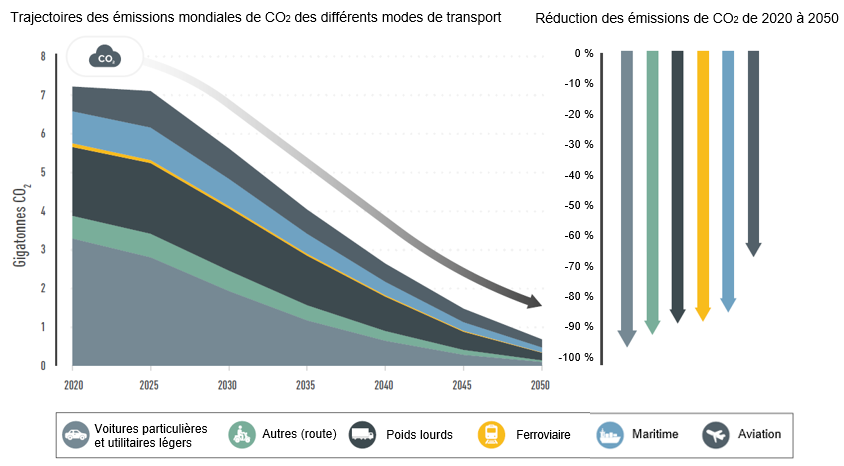 Trajectoires des émissions mondiales de CO2 des différents modes de transport
Réduction des émissions de CO2 de 2020 à 2050
CO2
Gigatonnes CO2
8
7
6
5
4
3
2
1
0
2020 2025 2030 2035 2040 2045 2050
0 %
-10 %
-20 %
-30 %
-40 %
-50 %
-60 %
-70 %
-80 %
-90 %
-100 %
Voitures particulières
et utilitaires légers
Autres (route)
Poids lourds
Ferroviaire
Maritime
Aviation